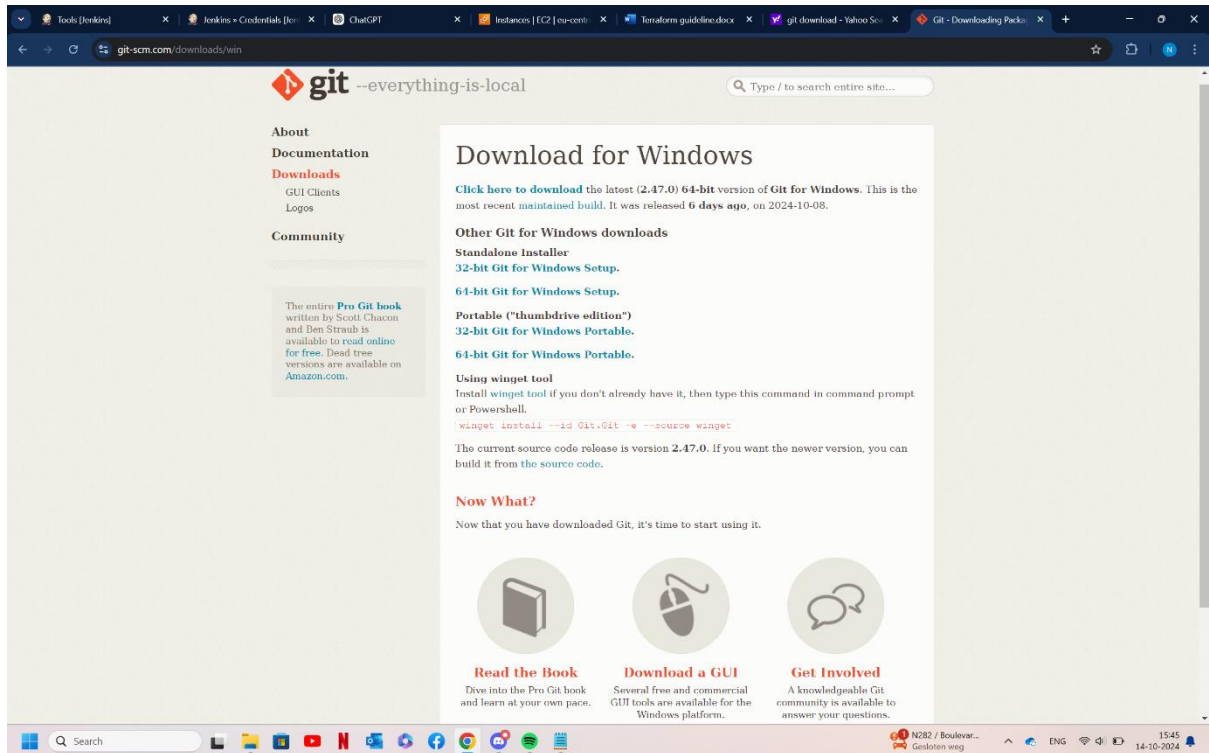 Tools [Jenkins]
Jenkins » Credentials [Jen
ChatGPT
Instances | EC2 | eu-centr
Terraform guideline.docx
git download - Yahoo Se
Git - Downloading Packa
git-scm.com/downloads/win
N
git --everything-is-local
Type / to search entire site...
About
Documentation
Downloads
GUI Clients
Logos
Community
The entire Pro Git book
written by Scott Chacon
and Ben Straub is
available to read online
for free. Dead tree
versions are available on
Amazon.com.
Download for Windows
Click here to download the latest (2.47.0) 64-bit version of Git for Windows. This is the
most recent maintained build. It was released 6 days ago, on 2024-10-08.
Other Git for Windows downloads
Standalone Installer
32-bit Git for Windows Setup.
64-bit Git for Windows Setup.
Portable ("thumbdrive edition")
32-bit Git for Windows Portable.
64-bit Git for Windows Portable.
Using winget tool
Install winget tool if you don't already have it, then type this command in command prompt
or Powershell.
winget install --id Git.Git -e --source winget
The current source code release is version 2.47.0. If you want the newer version, you can
build it from the source code.
Now What?
Now that you have downloaded Git, it's time to start using it.
Read the Book
Dive into the Pro Git book
and learn at your own pace.
Download a GUI
Several free and commercial
GUI tools are available for the
Windows platform.
Get Involved
A knowledgeable Git
community is available to
answer your questions.
Search
N282 / Boulevar...
Gesloten weg
ENG
15:45
14-10-2024